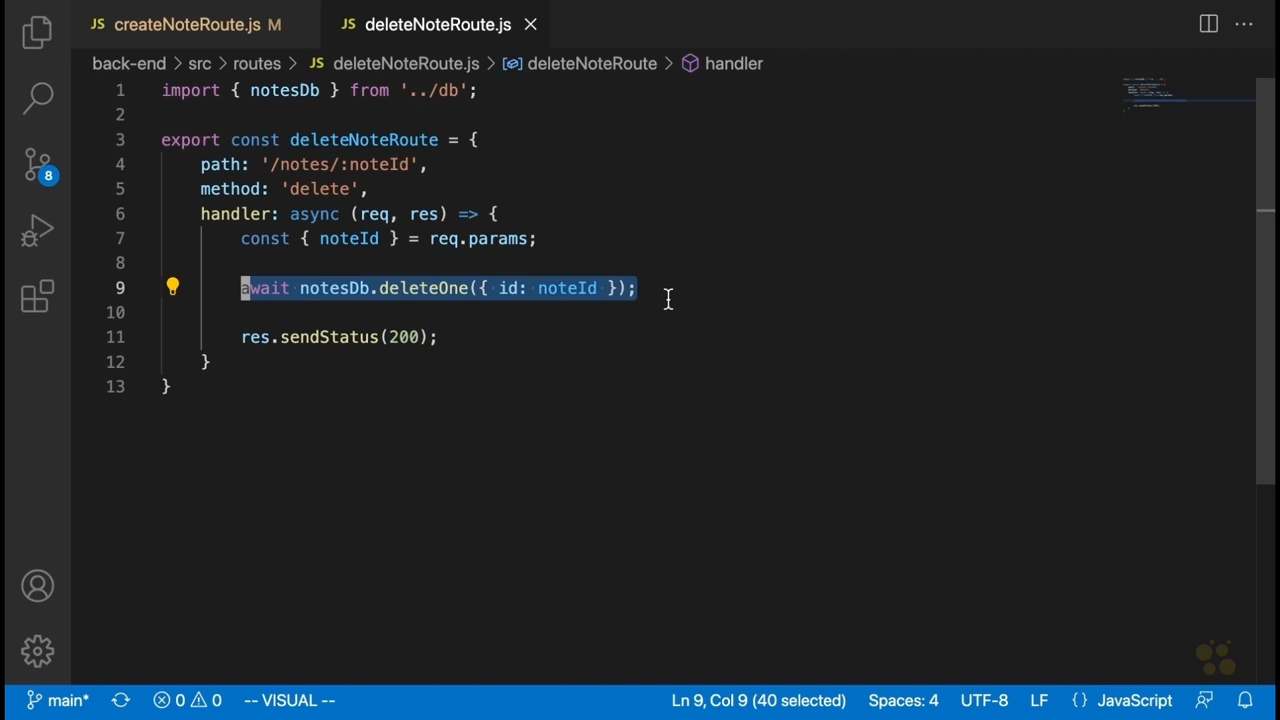 JS createNoteRoute.js M
JS deleteNoteRoute.js
back-end > src > routes > JS deleteNoteRoute.js > deleteNoteRoute > handler
1 import { notesDb } from '../db';
2
3 export const deleteNoteRoute = {
4 path: '/notes/:noteId',
5 method: 'delete',
6 handler: async (req, res) => {
7 const { noteId } = req.params;
8
9 await notesDb.deleteOne({ id: noteId });
10
11 res.sendStatus(200);
12 }
13 }
8
main* 0 0 -- VISUAL -- Ln 9, Col 9 (40 selected) Spaces: 4 UTF-8 LF {} JavaScript